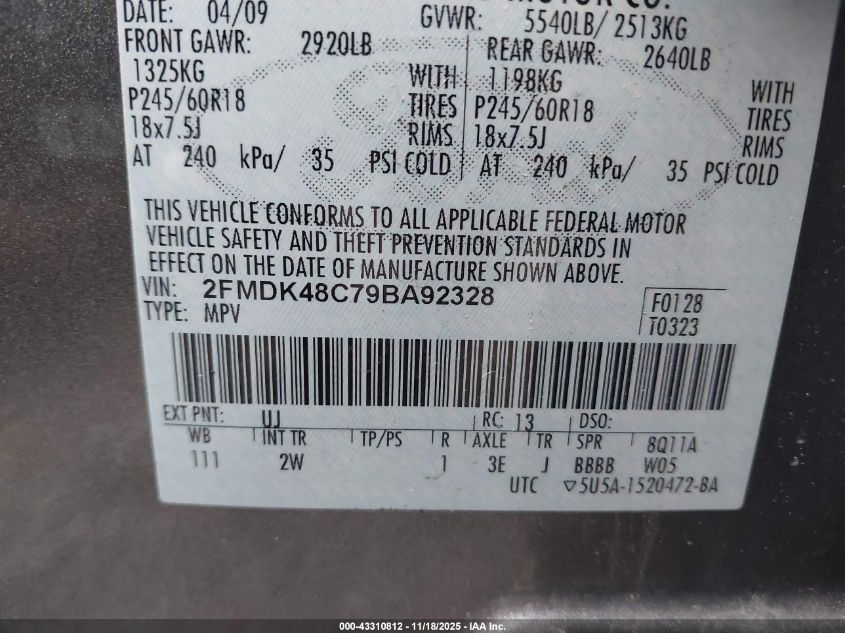 MOTOR CO.
DATE: 04/09 GVWR: 5540LB/ 2513KG
FRONT GAWR: 2920LB REAR GAWR: 2640LB
1325KG WITH 1198KG WITH
P245/60R18 TIRES P245/60R18 TIRES
18x7.5J RIMS 18x7.5J RIMS
AT 240 kPa/ 35 PSI COLD AT 240 kPa/ 35 PSI COLD
THIS VEHICLE CONFORMS TO ALL APPLICABLE FEDERAL MOTOR
VEHICLE SAFETY AND THEFT PREVENTION STANDARDS IN
EFFECT ON THE DATE OF MANUFACTURE SHOWN ABOVE.
VIN: 2FMDK48C79BA92328 F0128
TYPE: MPV T0323
EXT PNT: UJ RC: 13 DSO:
WB INT TR TP/PS R AXLE TR SPR 8Q11A
111 2W 1 3E J BBBB W05
UTC ▽5U5A-1520472-BA
000-43310812 - 11/18/2025 - IAA Inc.